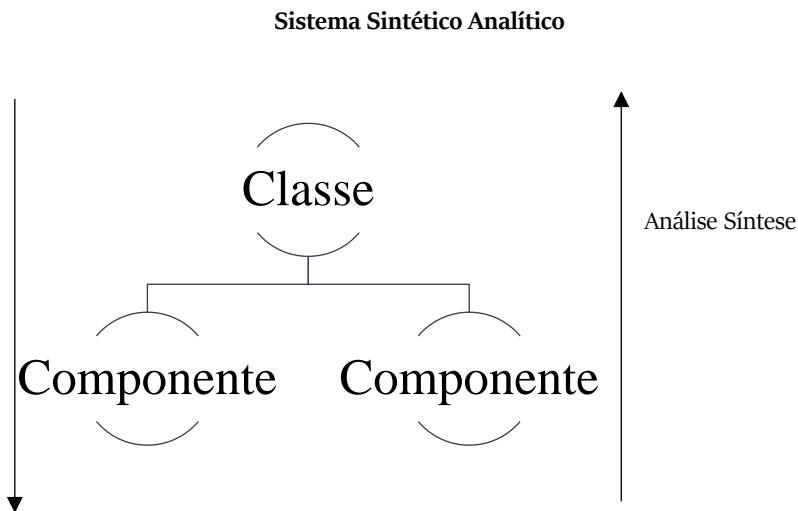 Sistema Sintético Analítico
Classe
Análise Síntese
Componente Componente